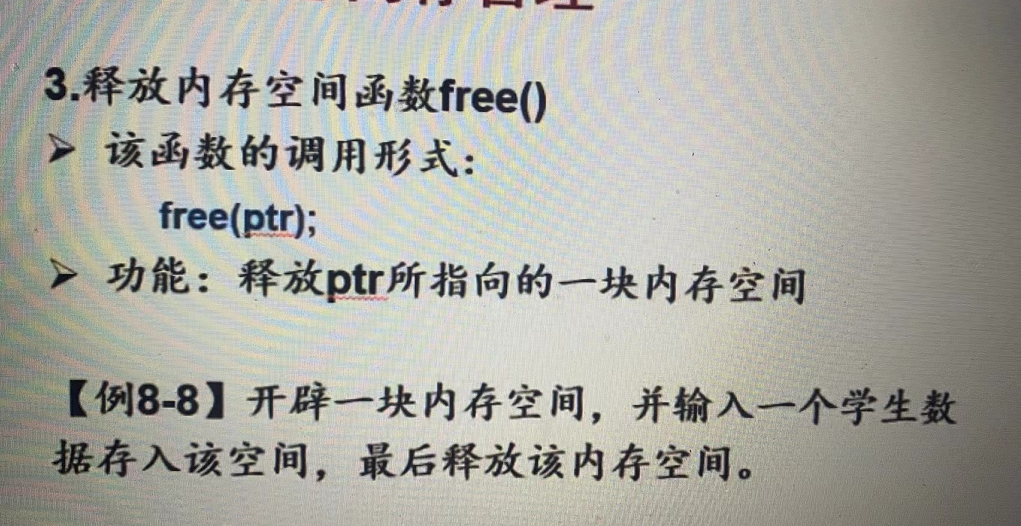 3.释放内存空间函数free()
➢ 该函数的调用形式：
free(ptr);
➢ 功能：释放ptr所指向的一块内存空间
【例8-8】开辟一块内存空间，并输入一个学生数
据存入该空间，最后释放该内存空间。